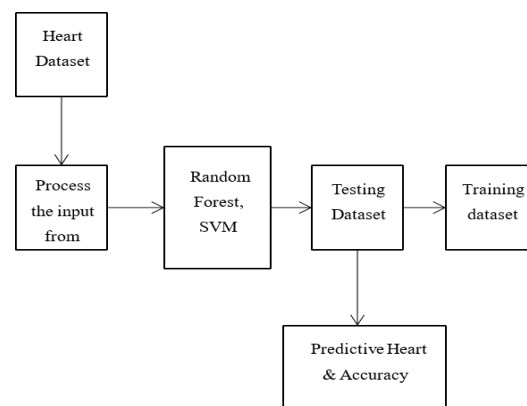 Heart
Dataset
Process
the input
from
Random
Forest,
SVM
Testing
Dataset
Training
dataset
Predictive Heart
& Accuracy